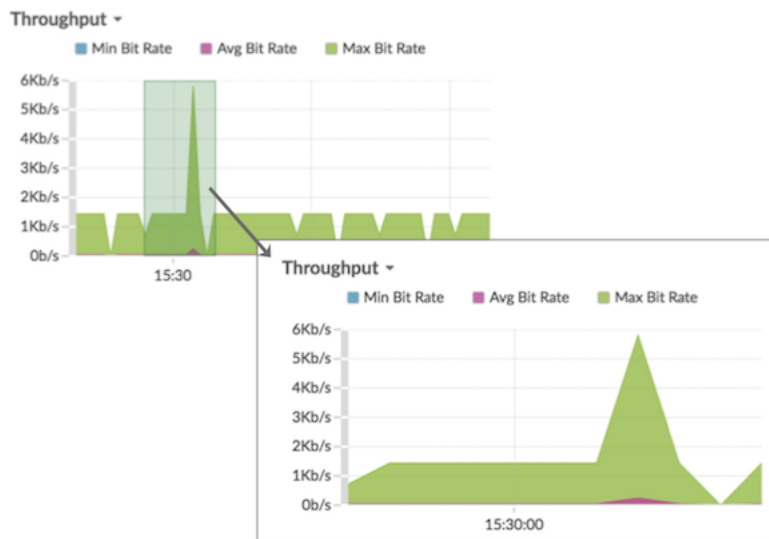 Throughput
Min Bit Rate Avg Bit Rate Max Bit Rate
6Kb/s
5Kb/s
4Kb/s
3Kb/s
2Kb/s
1Kb/s
0b/s
15:30
Throughput
Min Bit Rate Avg Bit Rate Max Bit Rate
6Kb/s
5Kb/s
4Kb/s
3Kb/s
2Kb/s
1Kb/s
0b/s
15:30:00